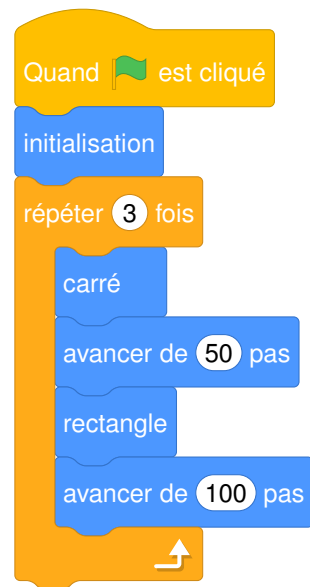 Quand est cliqué
initialisation
répéter 3 fois
carré
avancer de 50 pas
rectangle
avancer de 100 pas